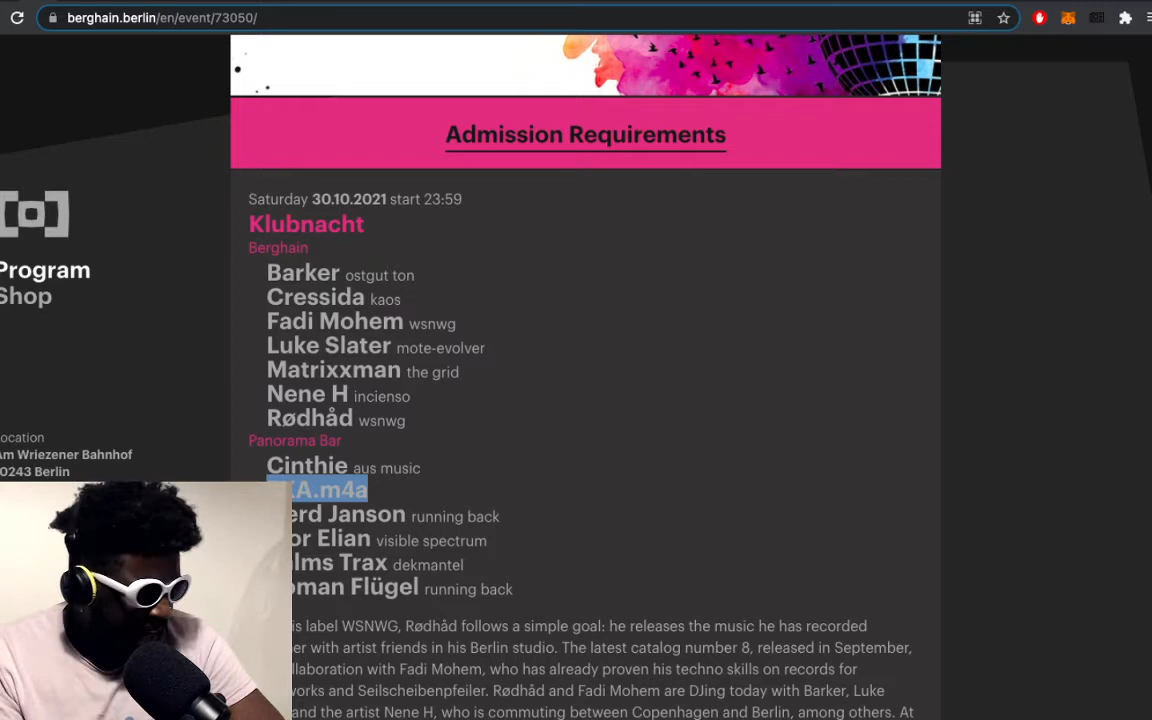 berghain.berlin/en/event/73050/
Admission Requirements
Saturday 30.10.2021 start 23:59
Klubnacht
Berghain
Barker ostgut ton
Cressida kaos
Fadi Mohem wsnwg
Luke Slater mote-evolver
Matrixxman the grid
Nene H incienso
Rødhåd wsnwg
Panorama Bar
Cinthie aus music
KA.m4a
erd Janson running back
or Elian visible spectrum
lms Trax dekmantel
oman Flügel running back
is label WSNWG, Rødhåd follows a simple goal: he releases the music he has recorded
er with artist friends in his Berlin studio. The latest catalog number 8, released in September,
llaboration with Fadi Mohem, who has already proven his techno skills on records for
works and Seilscheibenpfeiler. Rødhåd and Fadi Mohem are DJing today with Barker, Luke
and the artist Nene H, who is commuting between Copenhagen and Berlin, among others. At
Program
Shop
ocation
Am Wriezener Bahnhof
0243 Berlin